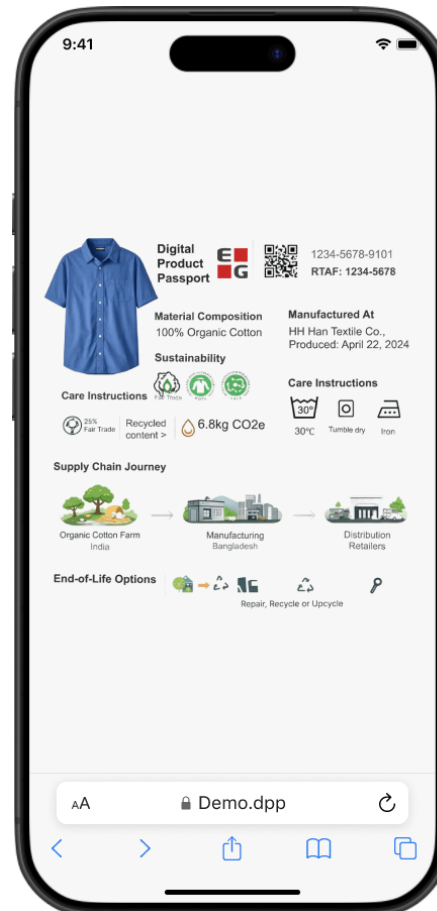 9:41
Digital
Product
Passport
E
G
1234-5678-9101
RTAF: 1234-5678
Material Composition
100% Organic Cotton
Manufactured At
HH Han Textile Co.,
Produced: April 22, 2024
Sustainability
Care Instructions
Care Instructions
25%
Fair Trade
Recycled
content >
6.8kg CO2e
30°
30°C
Tumble dry
Iron
Supply Chain Journey
Organic Cotton Farm
India
Manufacturing
Bangladesh
Distribution
Retailers
End-of-Life Options
Repair, Recycle or Upcycle
AA
Demo.dpp